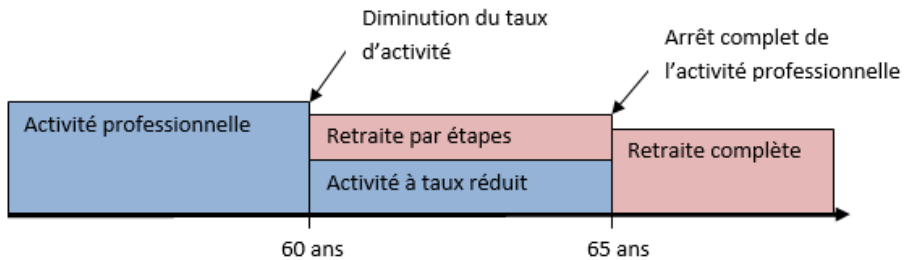 Diminution du taux
d’activité
Arrêt complet de
l’activité professionnelle
Activité professionnelle
Retraite par étapes
Retraite complète
Activité à taux réduit
60 ans
65 ans